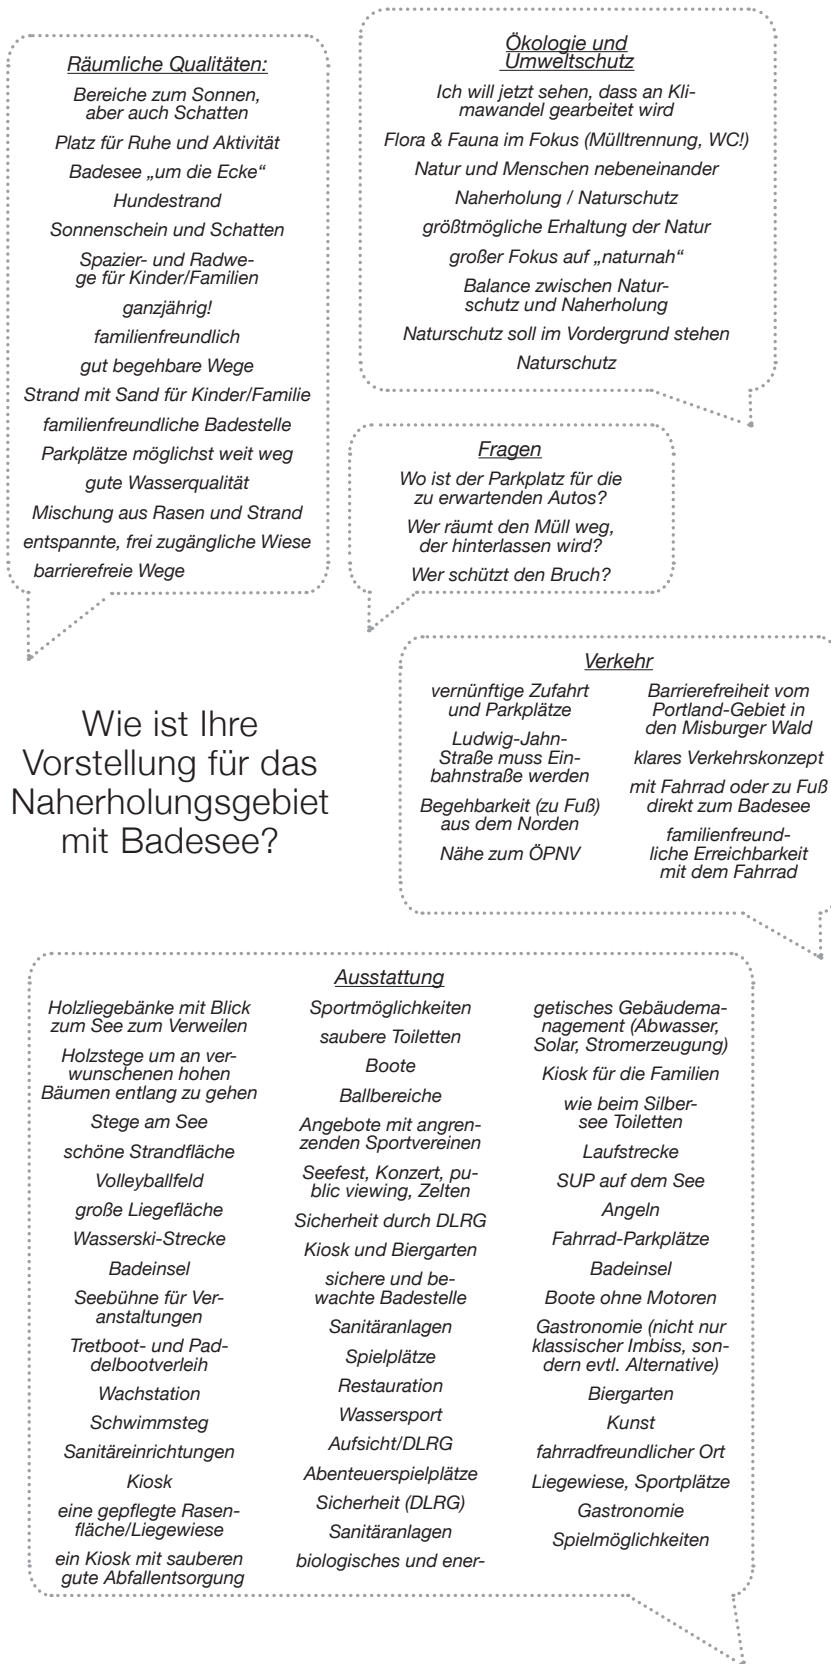 Räumliche Qualitäten:
Bereiche zum Sonnen,
aber auch Schatten
Platz für Ruhe und Aktivität
Badesee „um die Ecke“
Hundestrand
Sonnenschein und Schatten
Spazier- und Radwe-
ge für Kinder/Familien
ganzjährig!
familienfreundlich
gut begehbare Wege
Strand mit Sand für Kinder/Familie
familienfreundliche Badestelle
Parkplätze möglichst weit weg
gute Wasserqualität
Mischung aus Rasen und Strand
entspannte, frei zugängliche Wiese
barrierefreie Wege
Ökologie und
Umweltschutz
Ich will jetzt sehen, dass an Kli-
mawandel gearbeitet wird
Flora & Fauna im Fokus (Mülltrennung, WC!)
Natur und Menschen nebeneinander
Naherholung / Naturschutz
größtmögliche Erhaltung der Natur
großer Fokus auf „naturnah“
Balance zwischen Natur-
schutz und Naherholung
Naturschutz soll im Vordergrund stehen
Naturschutz
Fragen
Wo ist der Parkplatz für die
zu erwartenden Autos?
Wer räumt den Müll weg,
der hinterlassen wird?
Wer schützt den Bruch?
Wie ist Ihre
Vorstellung für das
Naherholungsgebiet
mit Badesee?
Verkehr
vernünftige Zufahrt
und Parkplätze
Ludwig-Jahn-
Straße muss Ein-
bahnstraße werden
Begehbarkeit (zu Fuß)
aus dem Norden
Nähe zum ÖPNV
Barrierefreiheit vom
Portland-Gebiet in
den Misburger Wald
klares Verkehrskonzept
mit Fahrrad oder zu Fuß
direkt zum Badesee
familienfreund-
liche Erreichbarkeit
mit dem Fahrrad
Ausstattung
Holzliegebänke mit Blick
zum See zum Verweilen
Holzstege um an ver-
wunschenen hohen
Bäumen entlang zu gehen
Stege am See
schöne Strandfläche
Volleyballfeld
große Liegefläche
Wasserski-Strecke
Badeinsel
Seebühne für Ver-
anstaltungen
Tretboot- und Pad-
delbootverleih
Wachstation
Schwimmsteg
Sanitäreinrichtungen
Kiosk
eine gepflegte Rasen-
fläche/Liegewiese
ein Kiosk mit sauberen
gute Abfallentsorgung
Sportmöglichkeiten
saubere Toiletten
Boote
Ballbereiche
Angebote mit angren-
zenden Sportvereinen
Seefest, Konzert, pu-
blic viewing, Zelten
Sicherheit durch DLRG
Kiosk und Biergarten
sichere und be-
wachte Badestelle
Sanitäranlagen
Spielplätze
Restauration
Wassersport
Aufsicht/DLRG
Abenteuerspielplätze
Sicherheit (DLRG)
Sanitäranlagen
biologisches und ener-
getisches Gebäudema-
nagement (Abwasser,
Solar, Stromerzeugung)
Kiosk für die Familien
wie beim Silber-
see Toiletten
Laufstrecke
SUP auf dem See
Angeln
Fahrrad-Parkplätze
Badeinsel
Boote ohne Motoren
Gastronomie (nicht nur
klassischer Imbiss, son-
dern evtl. Alternative)
Biergarten
Kunst
fahrradfreundlicher Ort
Liegewiese, Sportplätze
Gastronomie
Spielmöglichkeiten